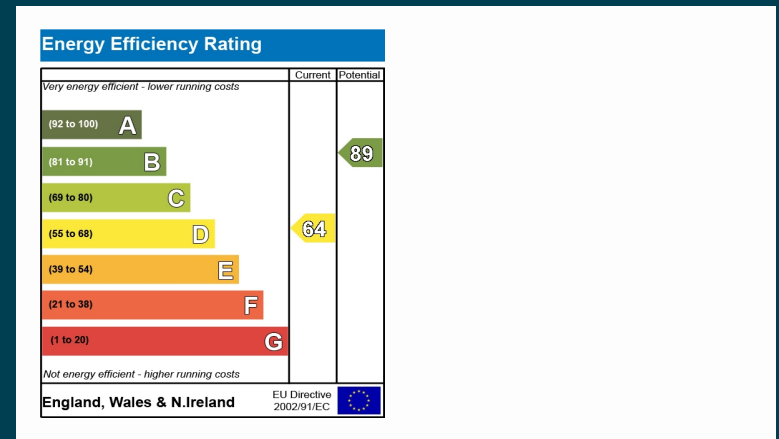 Energy Efficiency Rating
Current Potential
Very energy efficient - lower running costs
(92 to 100) A
(81 to 91) B
89
(69 to 80) C
(55 to 68) D
64
(39 to 54) E
(21 to 38) F
(1 to 20) G
Not energy efficient - higher running costs
England, Wales & N.Ireland
EU Directive
2002/91/EC